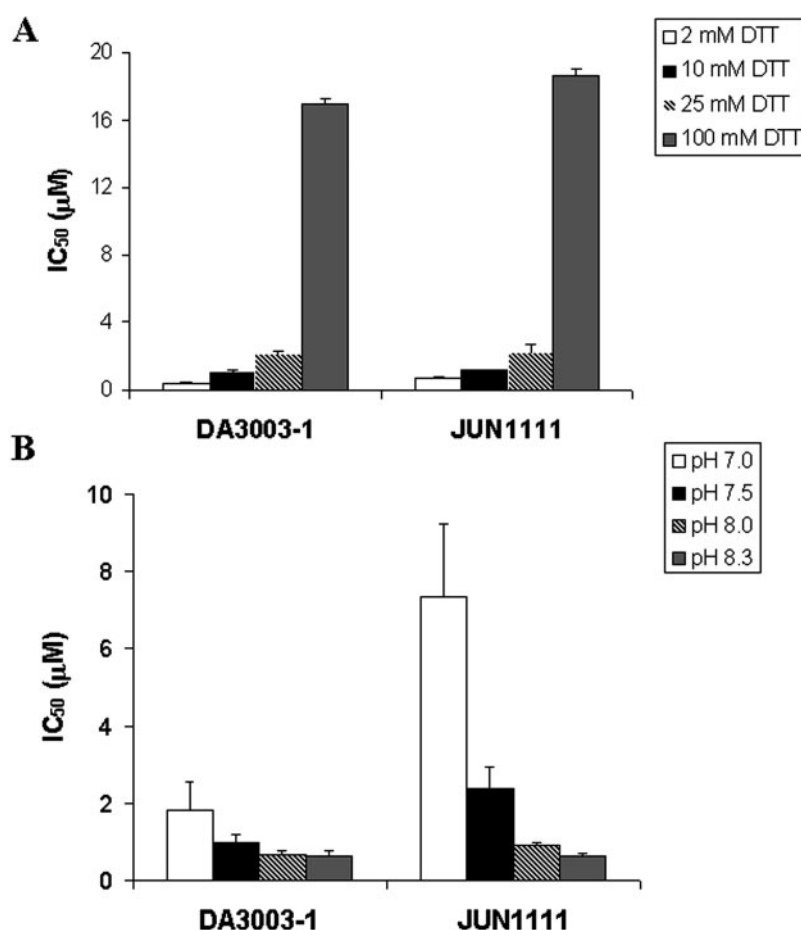 A
20
16
12
8
4
0
IC50 (μM)
DA3003-1
JUN1111
2 mM DTT
10 mM DTT
25 mM DTT
100 mM DTT
B
10
8
6
4
2
0
IC50 (μM)
DA3003-1
JUN1111
pH 7.0
pH 7.5
pH 8.0
pH 8.3